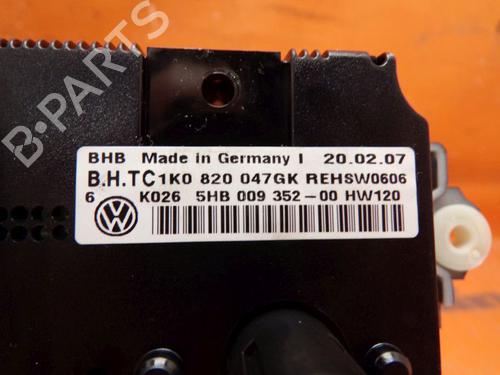 B-PARTS
BHB Made in Germany I 20.02.07
B.H.TC1K0 820 047GK REHSW0606
6 K026 5HB 009 352-00 HW120